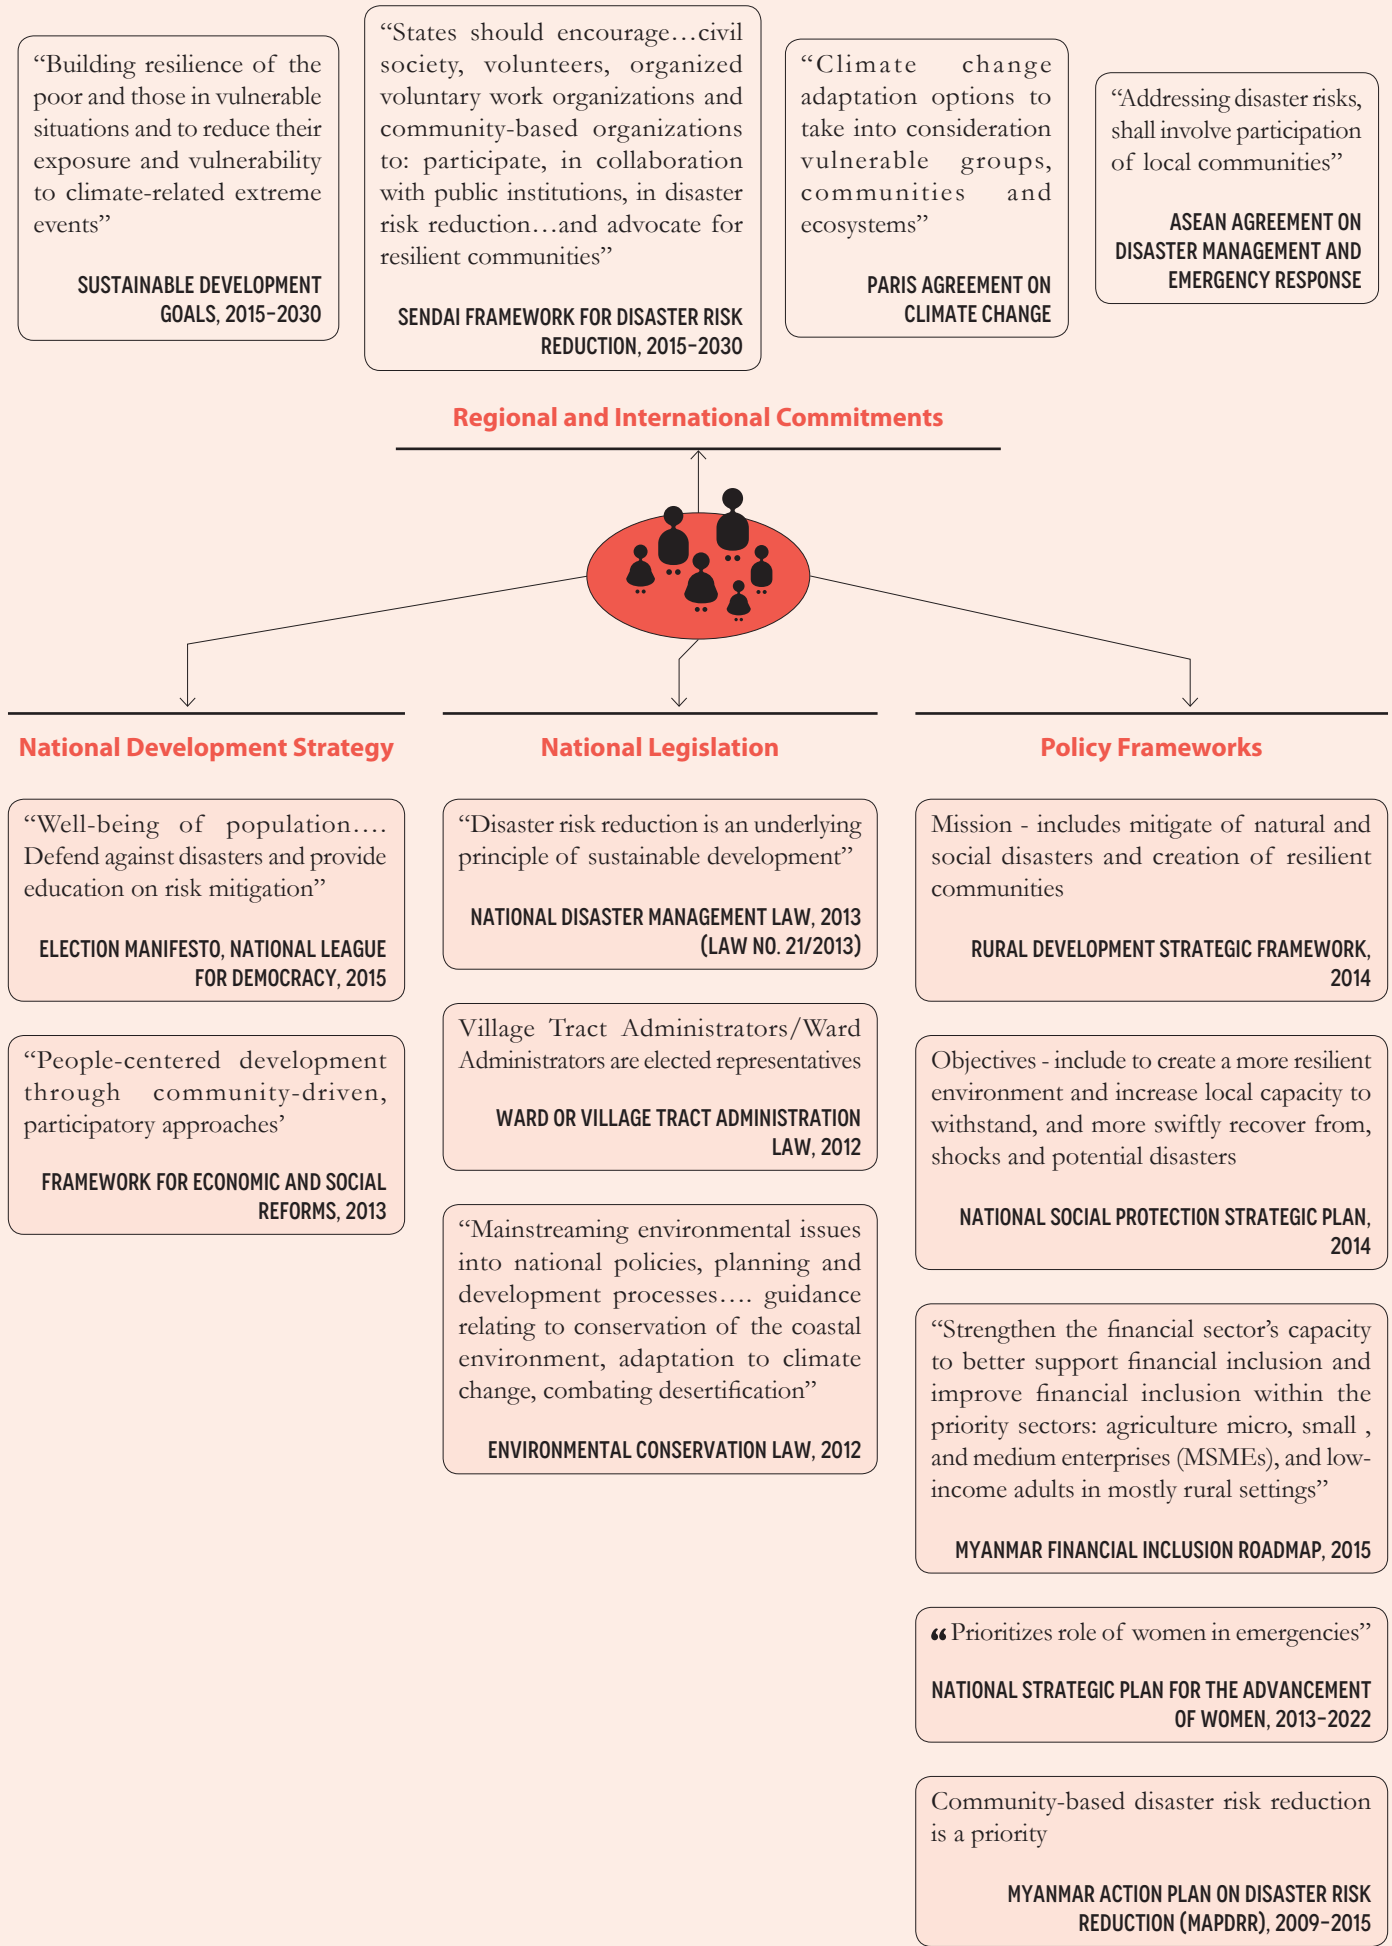 “Building resilience of the
poor and those in vulnerable
situations and to reduce their
exposure and vulnerability
to climate-related extreme
events”
SUSTAINABLE DEVELOPMENT
GOALS, 2015–2030
“States should encourage…civil
society, volunteers, organized
voluntary work organizations and
community-based organizations
to: participate, in collaboration
with public institutions, in disaster
risk reduction…and advocate for
resilient communities”
SENDAI FRAMEWORK FOR DISASTER RISK
REDUCTION, 2015–2030
“Climate change
adaptation options to
take into consideration
vulnerable groups,
communities and
ecosystems”
PARIS AGREEMENT ON
CLIMATE CHANGE
“Addressing disaster risks,
shall involve participation
of local communities”
ASEAN AGREEMENT ON
DISASTER MANAGEMENT AND
EMERGENCY RESPONSE
Regional and International Commitments
National Development Strategy
“Well-being of population….
Defend against disasters and provide
education on risk mitigation”
ELECTION MANIFESTO, NATIONAL LEAGUE
FOR DEMOCRACY, 2015
“People-centered development
through community-driven,
participatory approaches’
FRAMEWORK FOR ECONOMIC AND SOCIAL
REFORMS, 2013
National Legislation
“Disaster risk reduction is an underlying
principle of sustainable development”
NATIONAL DISASTER MANAGEMENT LAW, 2013
(LAW NO. 21/2013)
Village Tract Administrators/Ward
Administrators are elected representatives
WARD OR VILLAGE TRACT ADMINISTRATION
LAW, 2012
“Mainstreaming environmental issues
into national policies, planning and
development processes…. guidance
relating to conservation of the coastal
environment, adaptation to climate
change, combating desertification”
ENVIRONMENTAL CONSERVATION LAW, 2012
Policy Frameworks
Mission - includes mitigate of natural and
social disasters and creation of resilient
communities
RURAL DEVELOPMENT STRATEGIC FRAMEWORK,
2014
Objectives - include to create a more resilient
environment and increase local capacity to
withstand, and more swiftly recover from,
shocks and potential disasters
NATIONAL SOCIAL PROTECTION STRATEGIC PLAN,
2014
“Strengthen the financial sector’s capacity
to better support financial inclusion and
improve financial inclusion within the
priority sectors: agriculture micro, small ,
and medium enterprises (MSMEs), and low-
income adults in mostly rural settings”
MYANMAR FINANCIAL INCLUSION ROADMAP, 2015
“Prioritizes role of women in emergencies”
NATIONAL STRATEGIC PLAN FOR THE ADVANCEMENT
OF WOMEN, 2013–2022
Community-based disaster risk reduction
is a priority
MYANMAR ACTION PLAN ON DISASTER RISK
REDUCTION (MAPDRR), 2009–2015